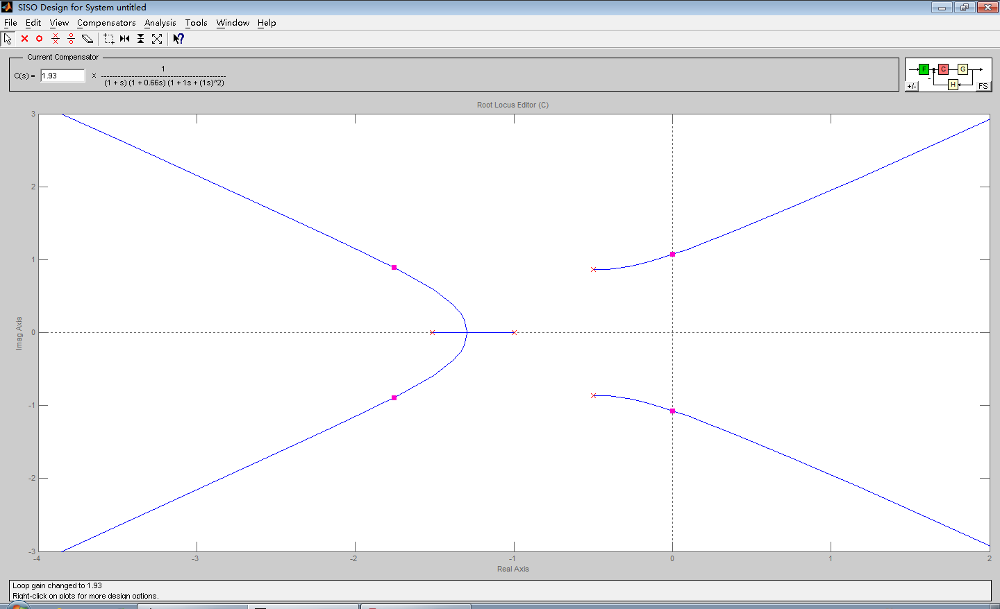 SISO Design for System untitled
File Edit View Compensators Analysis Tools Window Help
Current Compensator
C(s) = 1.93 x 1
(1 + s) (1 + 0.66s) (1 + 1s + (1s)^2)
F C G
H
+/- FS
Root Locus Editor (C)
3
2
1
0
-1
-2
-3
Imag Axis
-4 -3 -2 -1 0 1 2
Real Axis
Loop gain changed to 1.93
Right-click on plots for more design options.